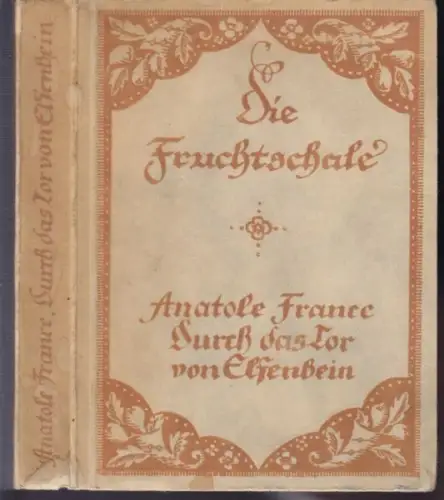 Anatole France, Durch das Tor von Elfenbein
Die
Fruchtschale
Anatole France
Durch das Tor
von Elfenbein